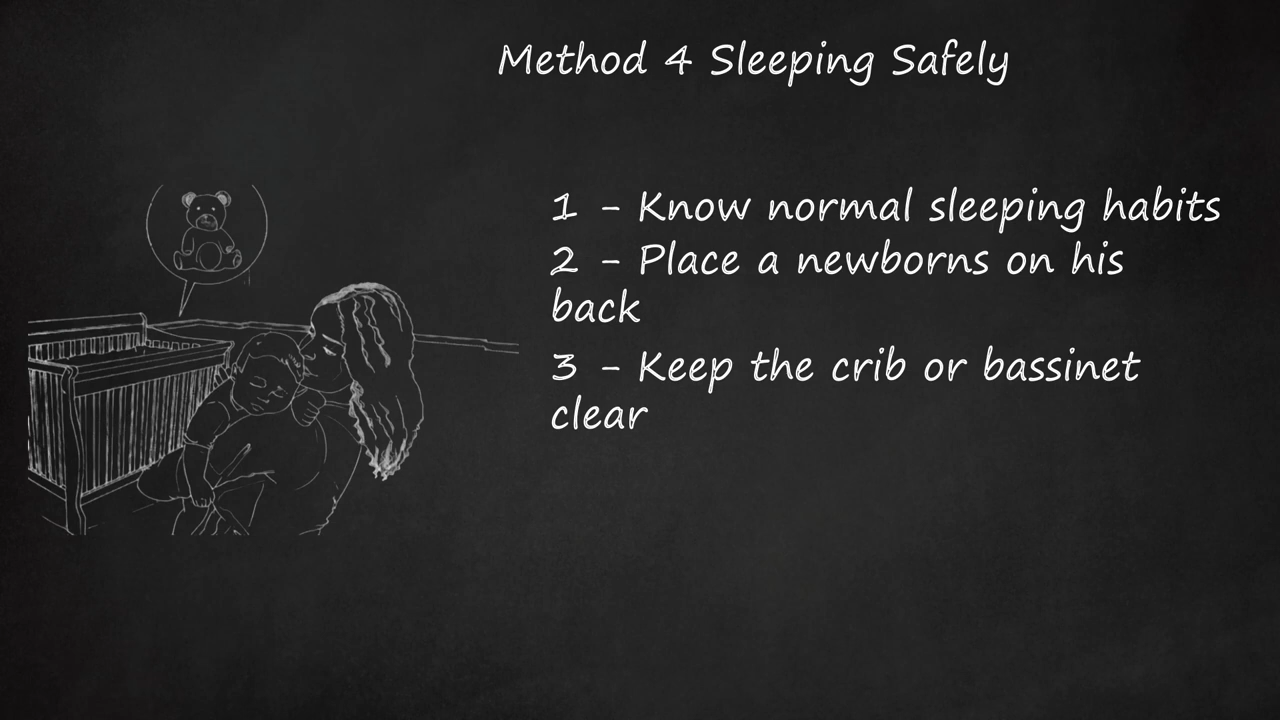 Method 4 Sleeping Safely
1 - Know normal sleeping habits
2 - Place a newborns on his
back
3 - Keep the crib or bassinet
clear